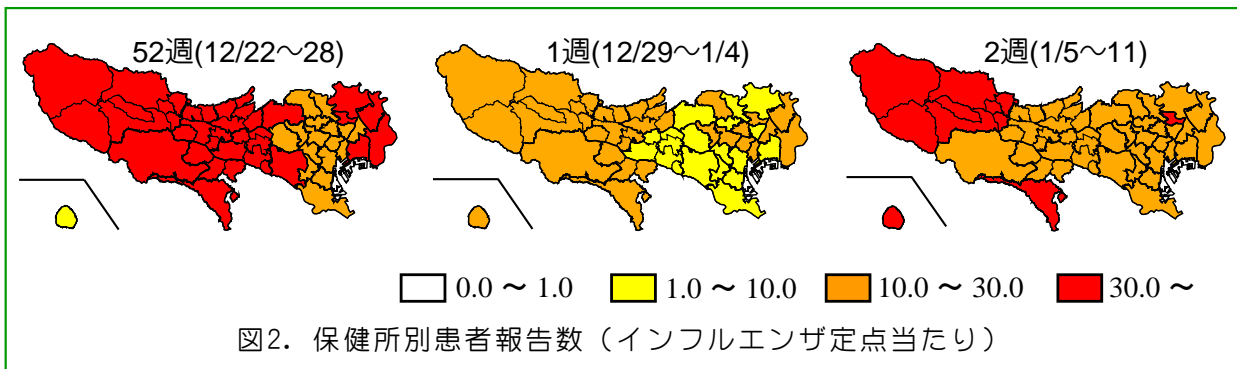 52週(12/22～28)
1週(12/29～1/4)
2週(1/5～11)
0.0 ～ 1.0
1.0 ～ 10.0
10.0 ～ 30.0
30.0 ～
図2．保健所別患者報告数（インフルエンザ定点当たり）